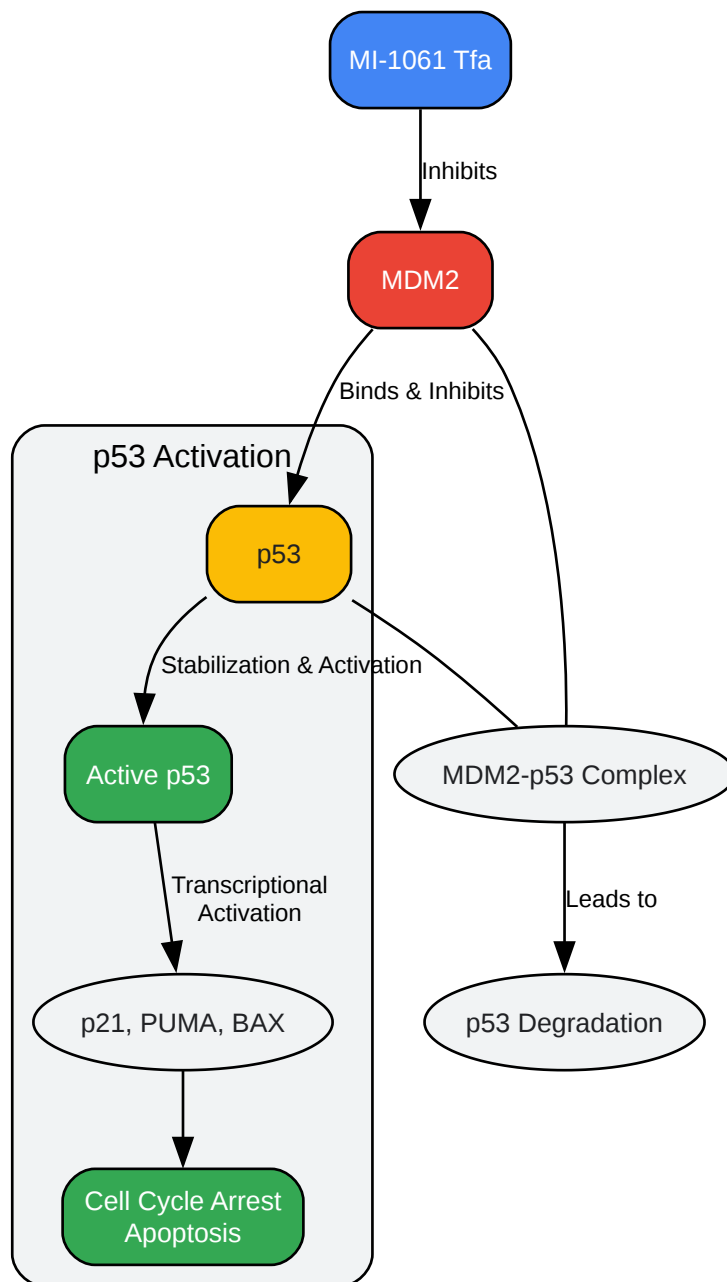 MI-1061 Tfa
Inhibits
MDM2
Binds & Inhibits
p53 Activation
p53
Stabilization & Activation
Active p53
MDM2-p53 Complex
Transcriptional
Activation
Leads to
p21, PUMA, BAX
p53 Degradation
Cell Cycle Arrest
Apoptosis